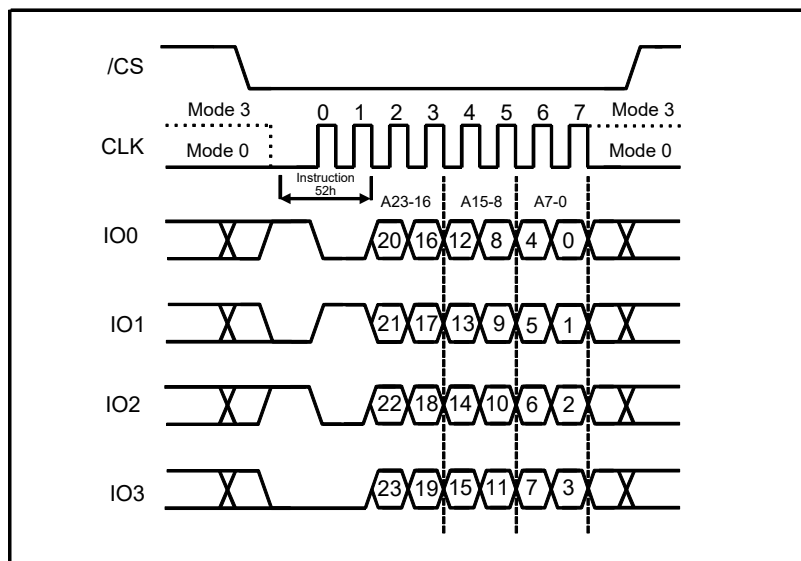 /CS
Mode 3 0 1 2 3 4 5 6 7 Mode 3
CLK
Mode 0 Mode 0
Instruction
52h
A23-16 A15-8 A7-0
IO0 20 16 12 8 4 0
IO1 21 17 13 9 5 1
IO2 22 18 14 10 6 2
IO3 23 19 15 11 7 3